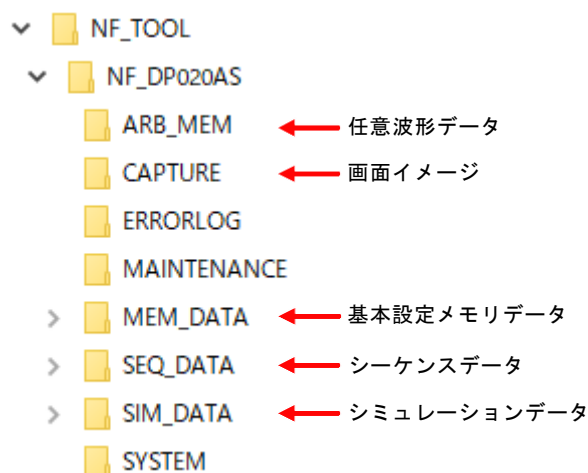 NF_TOOL
NF_DP020AS
ARB_MEM 任意波形データ
CAPTURE 画面イメージ
ERRORLOG
MAINTENANCE
MEM_DATA 基本設定メモリデータ
SEQ_DATA シーケンスデータ
SIM_DATA シミュレーションデータ
SYSTEM